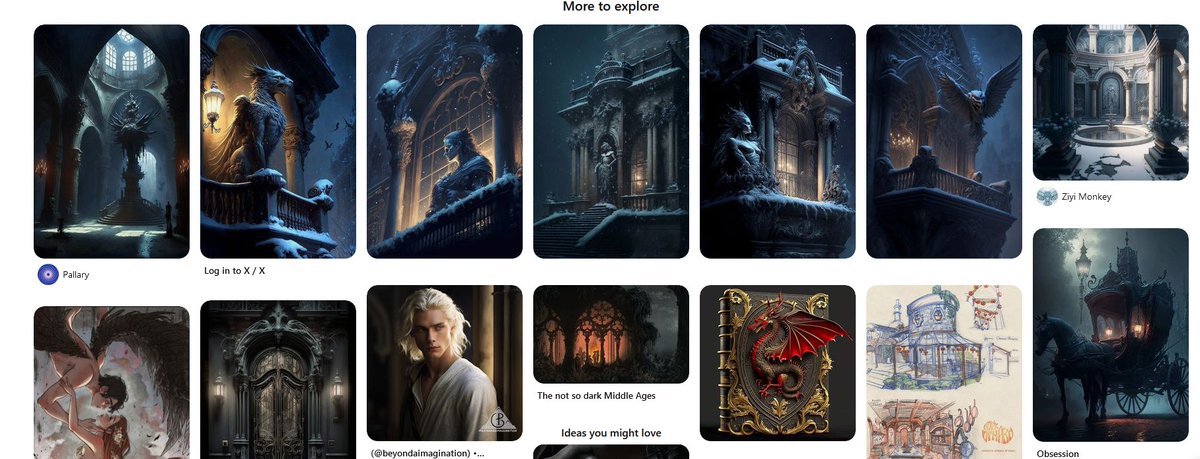 More to explore
Pallary
Log in to X / X
Ziyi Monkey
(@beyondaimagination) •...
The not so dark Middle Ages
Ideas you might love
Obsession